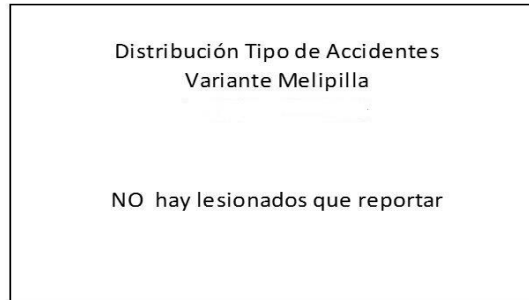 Distribución Tipo de Accidentes
Variante Melipilla
NO hay lesionados que reportar